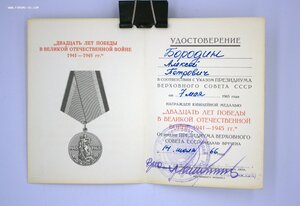 „ДВАДЦАТЬ ЛЕТ ПОБЕДЫ
В ВЕЛИКОЙ ОТЕЧЕСТВЕННОЙ ВОЙНЕ
1941—1945 гг."
УДОСТОВЕРЕНИЕ
Бородин
Алексей
Петрович
В СООТВЕТСТВИИ С УКАЗОМ ПРЕЗИДИУМА
ВЕРХОВНОГО СОВЕТА СССР
от 7 мая 1965 года
НАГРАЖДЕН ЮБИЛЕЙНОЙ МЕДАЛЬЮ
„ДВАДЦАТЬ ЛЕТ ПОБЕДЫ
В ВЕЛИКОЙ ОТЕЧЕСТВЕННОЙ
ВОЙНЕ 1941—1945 гг."
ОТ ИМЕНИ ПРЕЗИДИУМА ВЕРХОВНОГО
СОВЕТА СССР МЕДАЛЬ ВРУЧЕНА
14 66